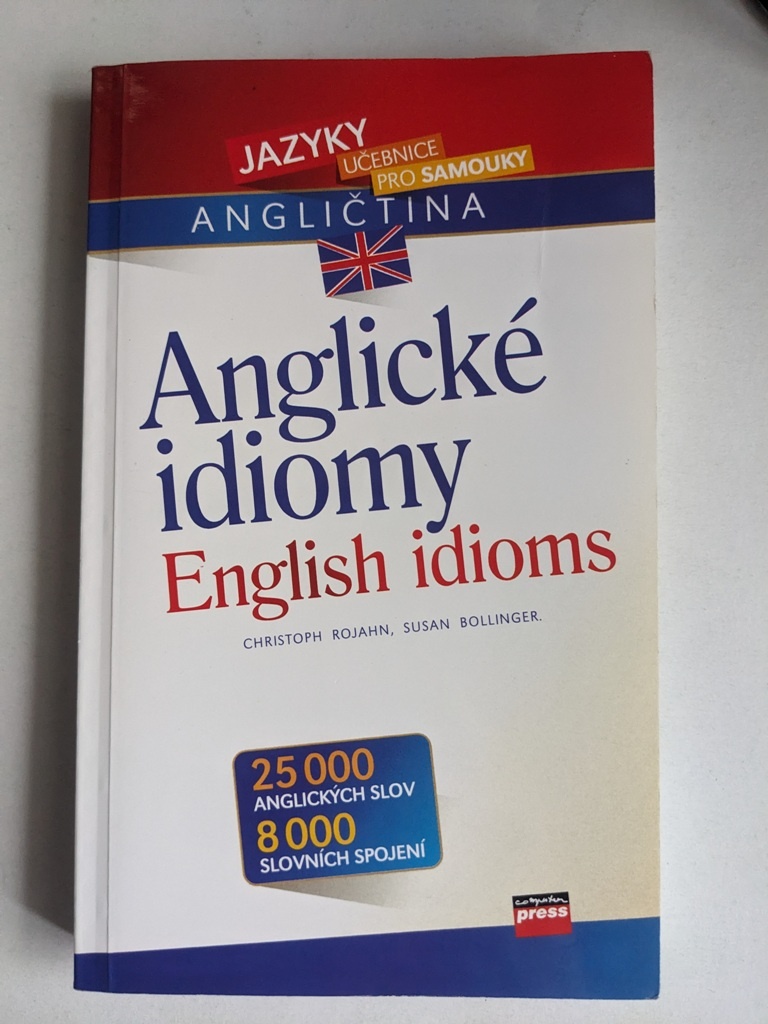 JAZYKY
UČEBNICE
PRO SAMOUKY
ANGLIČTINA
Anglické
idiomy
English idioms
CHRISTOPH ROJAHN, SUSAN BOLLINGER.
25 000
ANGLICKÝCH SLOV
8 000
SLOVNÍCH SPOJENÍ
computer
press